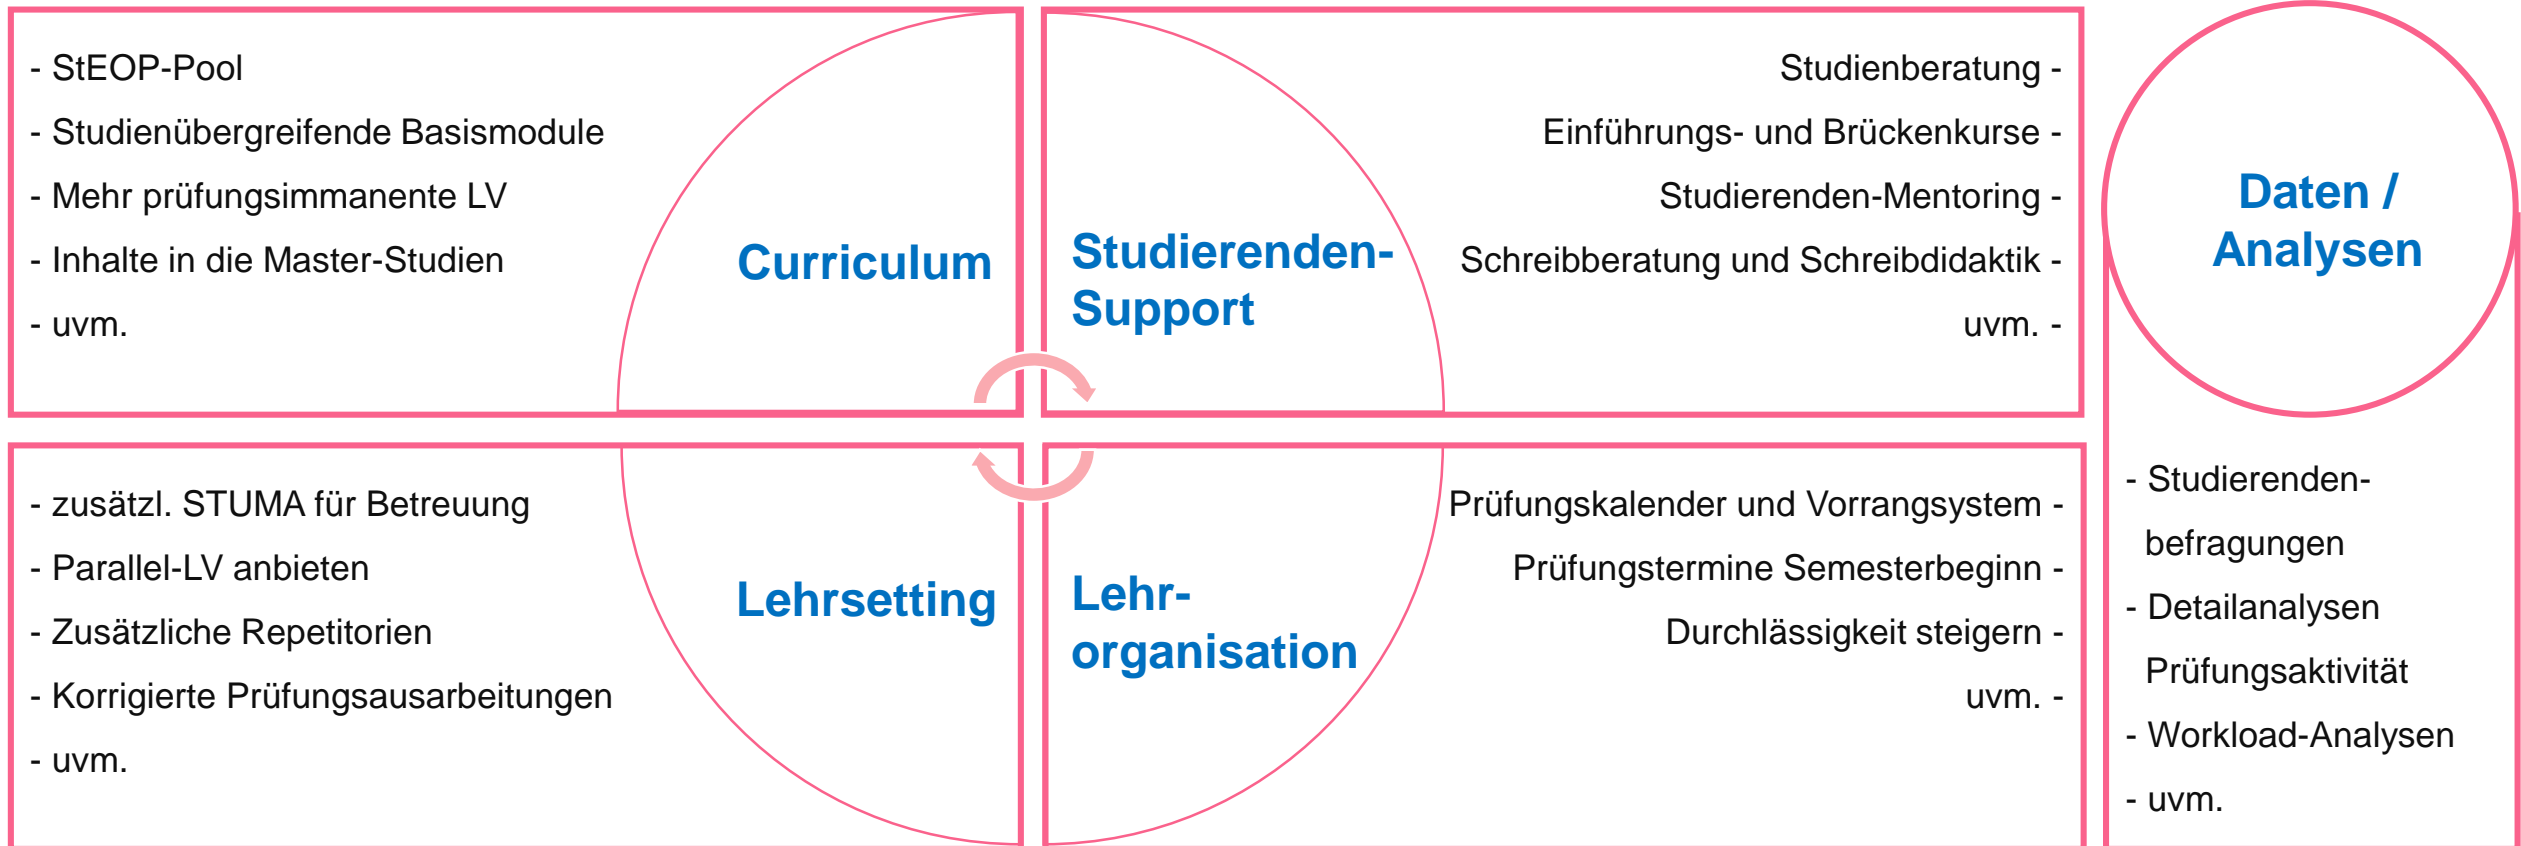 - StEOP-Pool
- Studienübergreifende Basismodule
- Mehr prüfungsimmanente LV
- Inhalte in die Master-Studien
- uvm.
Curriculum
Studierenden-
Support
Studienberatung -
Einführungs- und Brückenkurse -
Studierenden-Mentoring -
Schreibberatung und Schreibdidaktik -
uvm. -
- zusätzl. STUMA für Betreuung
- Parallel-LV anbieten
- Zusätzliche Repetitorien
- Korrigierte Prüfungsausarbeitungen
- uvm.
Lehrsetting
Lehr-
organisation
Prüfungskalender und Vorrangsystem -
Prüfungstermine Semesterbeginn -
Durchlässigkeit steigern -
uvm. -
Daten /
Analysen
- Studierenden-
befragungen
- Detailanalysen
Prüfungsaktivität
- Workload-Analysen
- uvm.